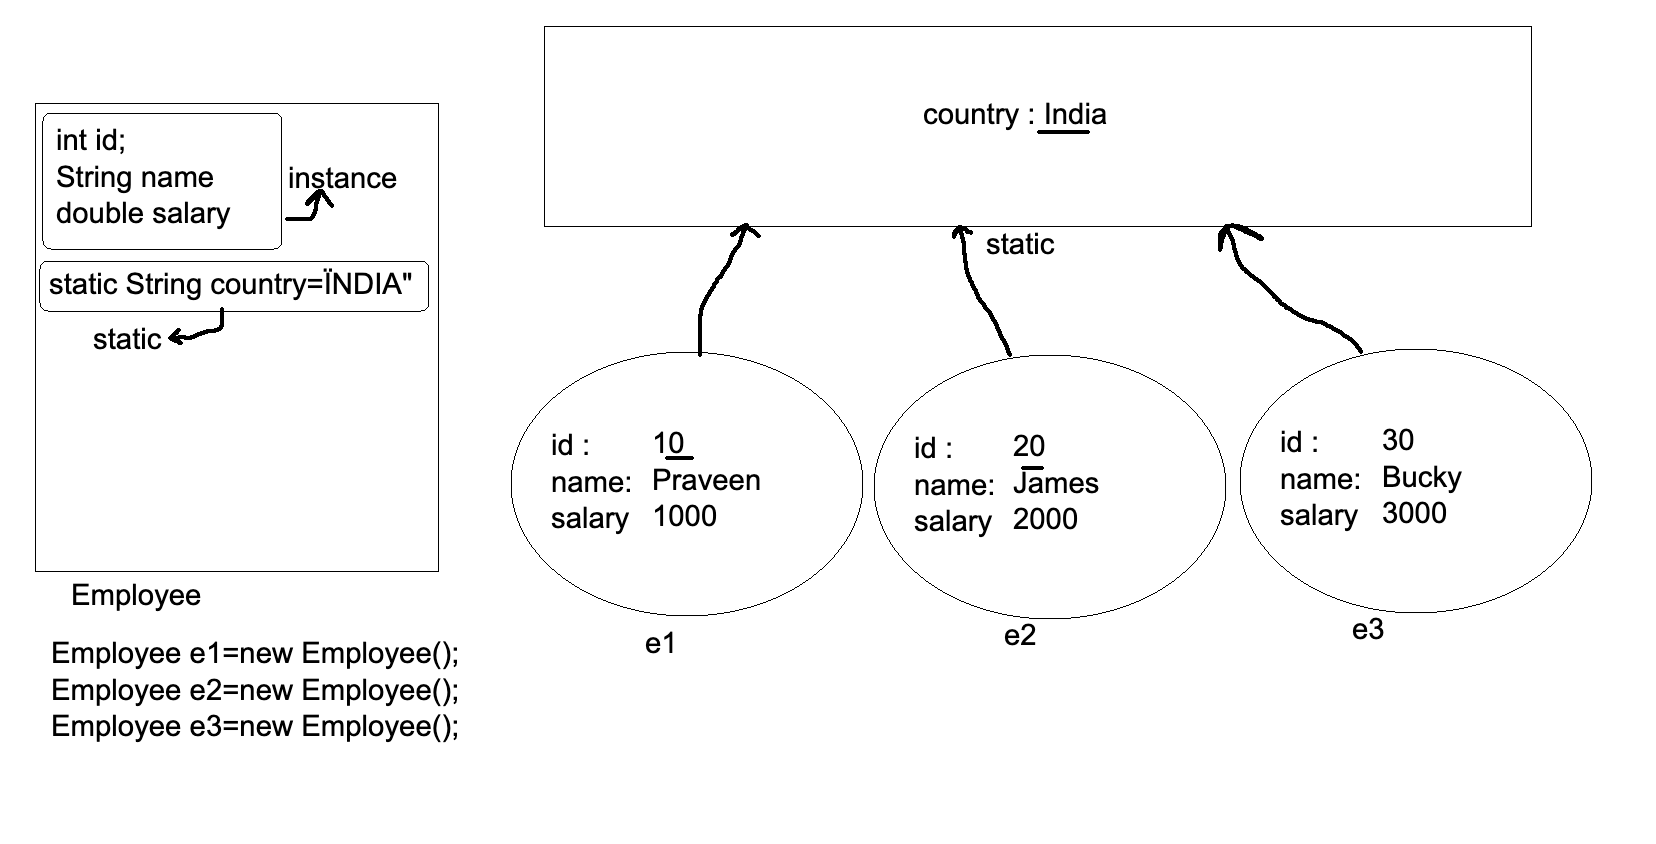 int id;
String name
double salary
instance
static String country=ÏNDIA"
static
Employee
Employee e1=new Employee();
Employee e2=new Employee();
Employee e3=new Employee();
country : India
static
id : 10
name: Praveen
salary 1000
e1
id : 20
name: James
salary 2000
e2
id : 30
name: Bucky
salary 3000
e3